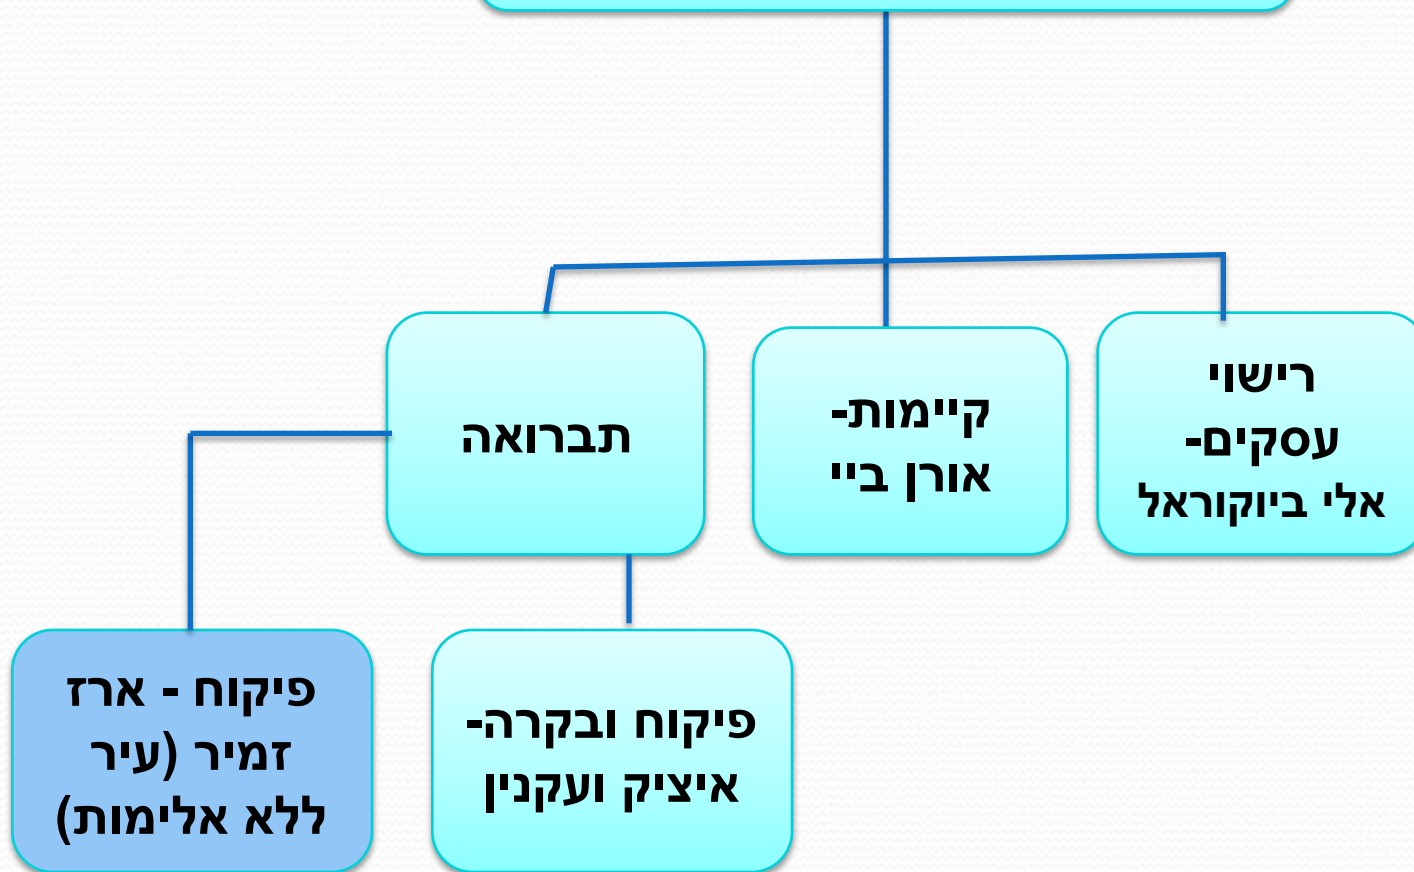 רישוי
עסקים-
אלי ביוקוראל
קיימות-
אורן ביי
תברואה
פיקוח ובקרה-
איציק ועקנין
פיקוח - ארז
זמיר (עיר
ללא אלימות)